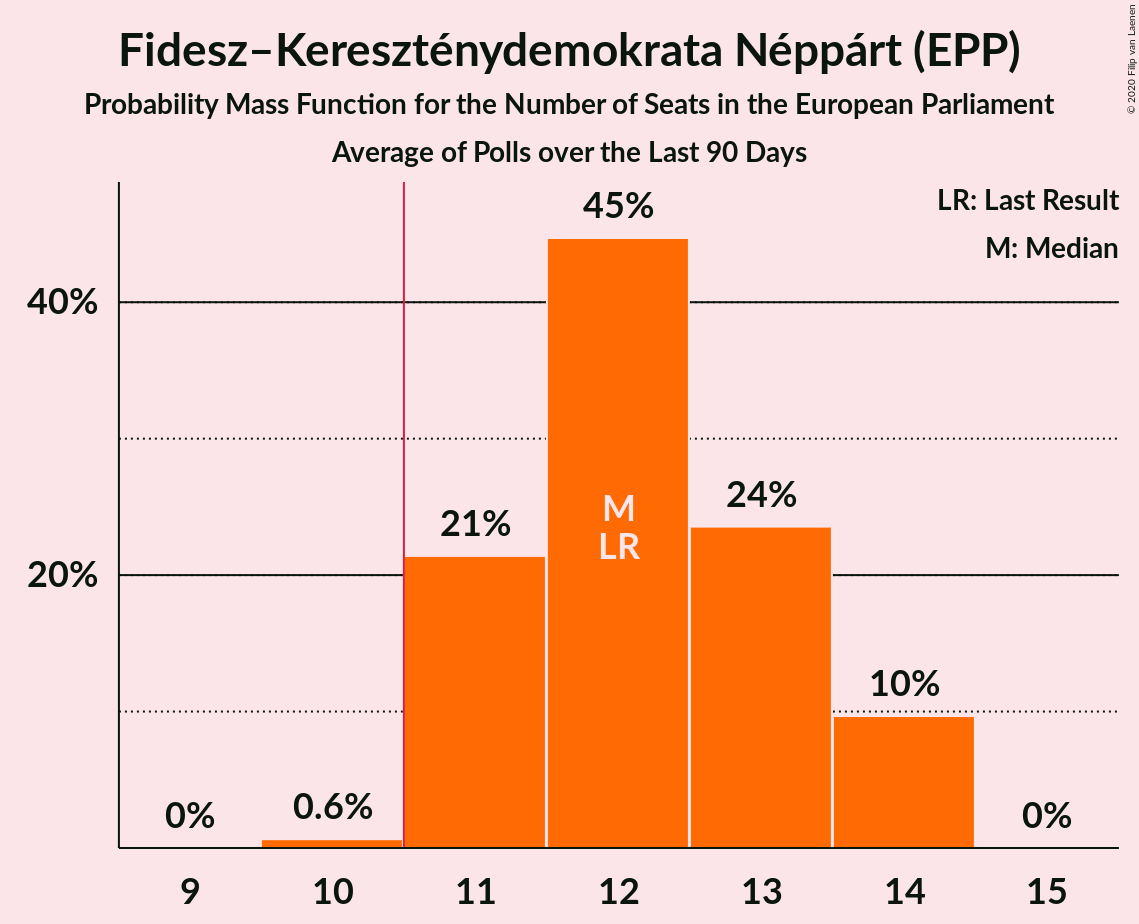 Fidesz–Kereszténydemokrata Néppárt (EPP)
Probability Mass Function for the Number of Seats in the European Parliament
Average of Polls over the Last 90 Days
© 2020 Filip van Laenen
LR: Last Result
M: Median
45%
40%
24%
21%
M
LR
20%
10%
0%
0.6%
0%
9 10 11 12 13 14 15